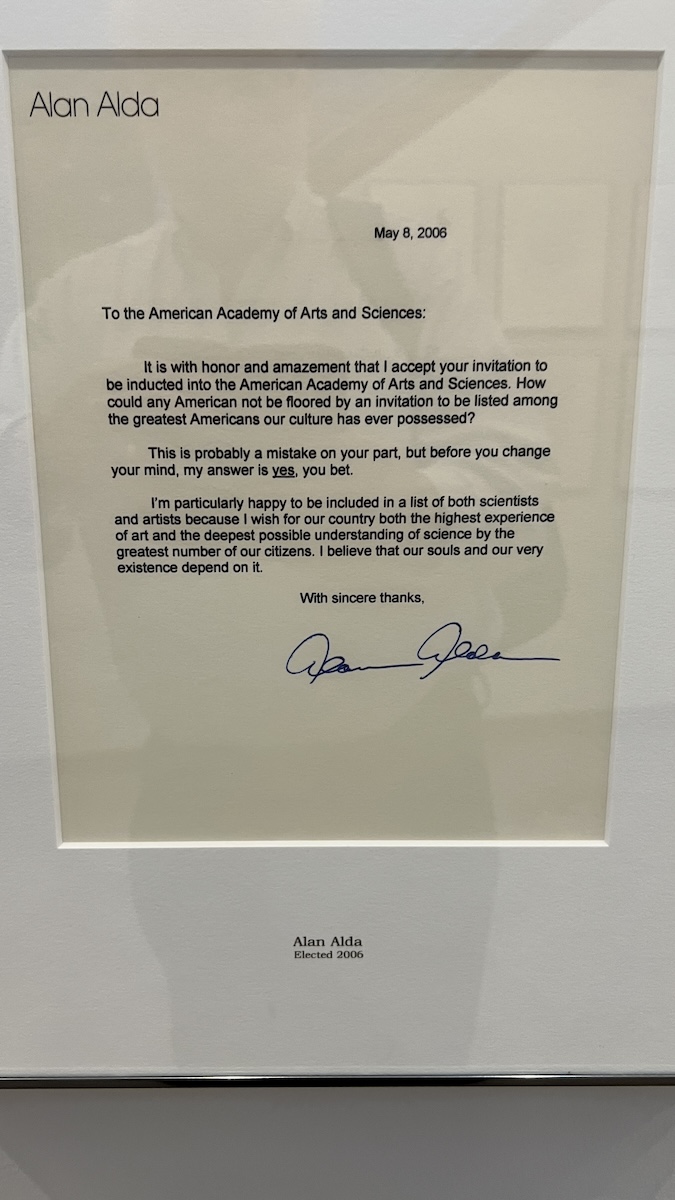 Alan Alda
May 8, 2006
To the American Academy of Arts and Sciences:
It is with honor and amazement that I accept your invitation to
be inducted into the American Academy of Arts and Sciences. How
could any American not be floored by an invitation to be listed among
the greatest Americans our culture has ever possessed?
This is probably a mistake on your part, but before you change
your mind, my answer is yes, you bet.
I'm particularly happy to be included in a list of both scientists
and artists because I wish for our country both the highest experience
of art and the deepest possible understanding of science by the
greatest number of our citizens. I believe that our souls and our very
existence depend on it.
With sincere thanks,
Alan Alda
Alan Alda
Elected 2006